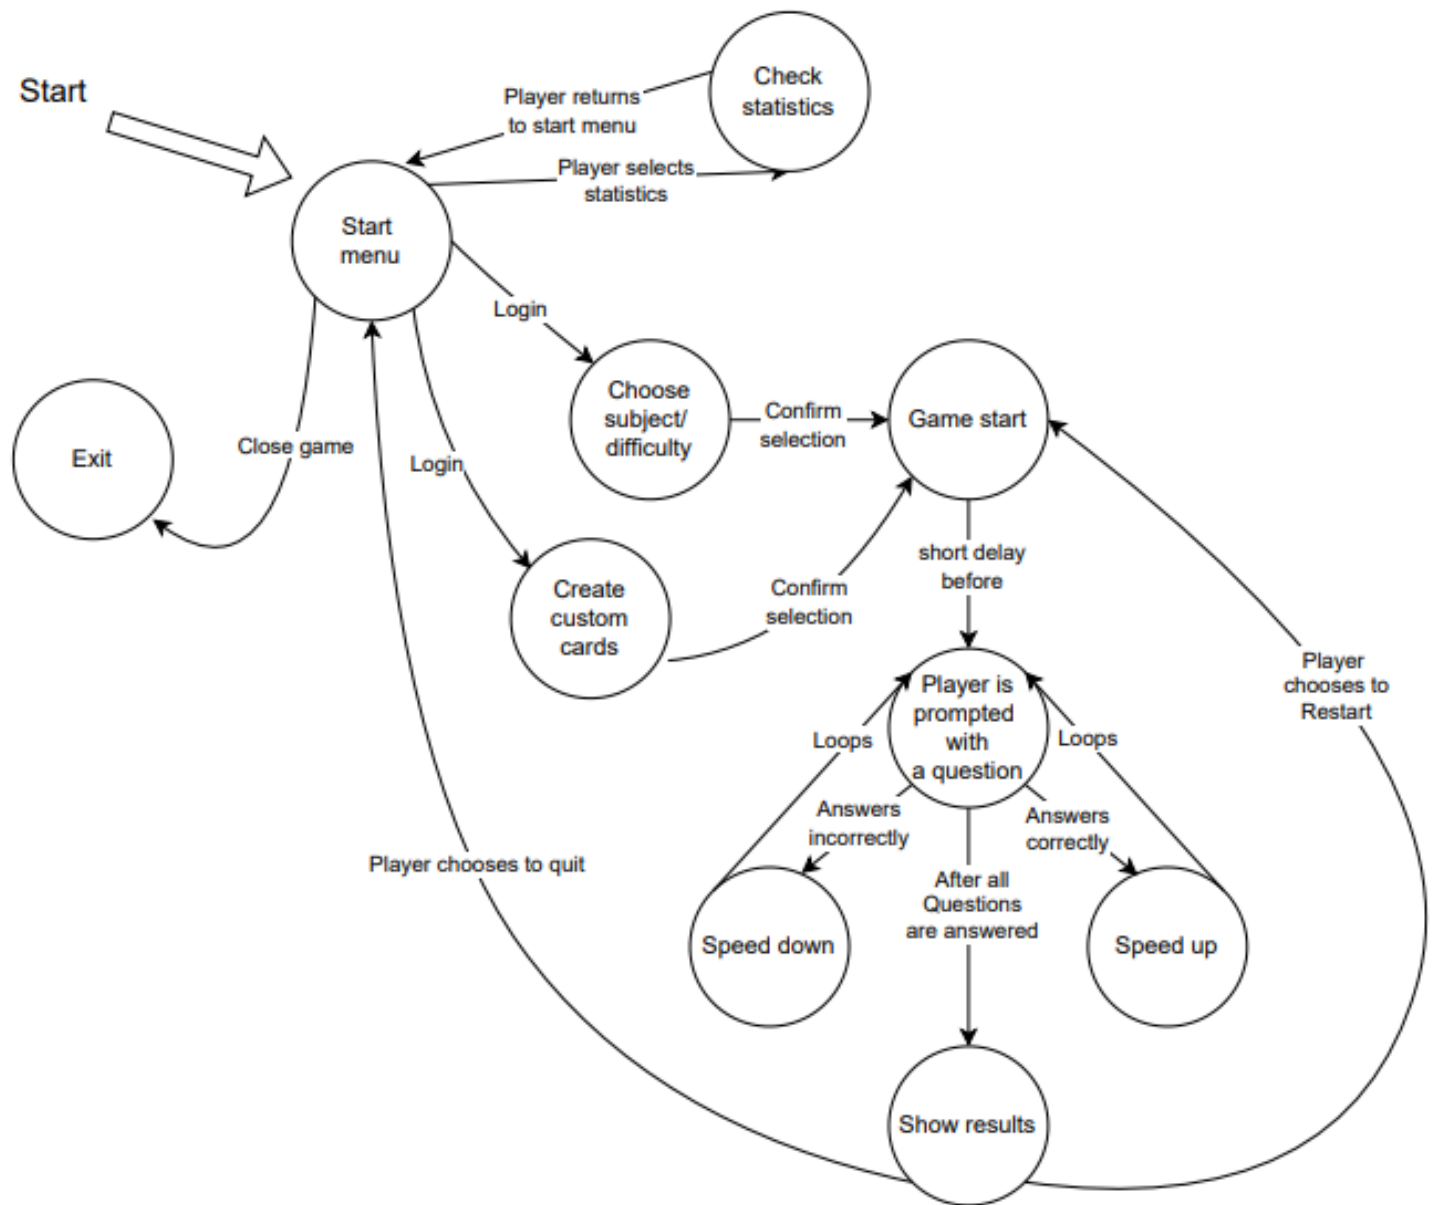 Start
Check
statistics
Player returns
to start menu
Player selects
statistics
Start
menu
Login
Choose
subject/
difficulty
Confirm
selection
Game start
Exit
Close game
Login
Create
custom
cards
Confirm
selection
short delay
before
Player is
prompted
with
a question
Loops
Loops
Player
chooses to
Restart
Answers
incorrectly
Answers
correctly
Player chooses to quit
After all
Questions
are answered
Speed down
Speed up
Show results